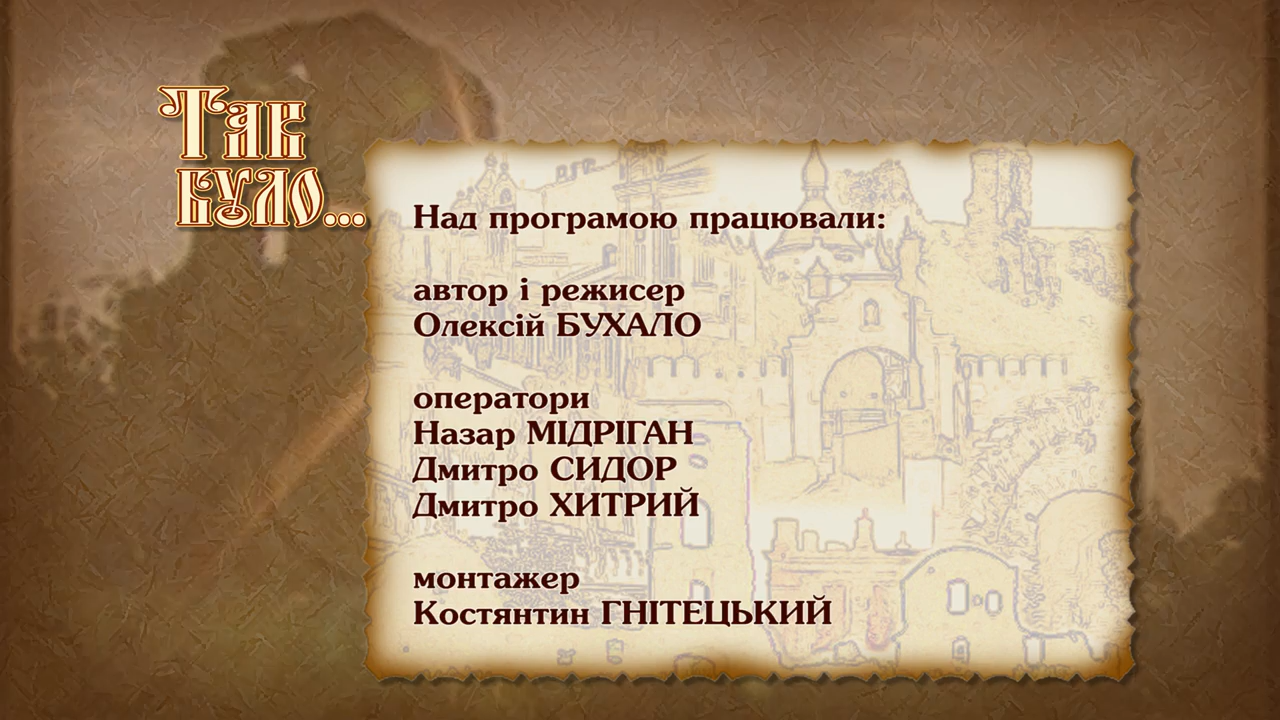 Так
було...
Над програмою працювали:
автор і режисер
Олексій БУХАЛО
оператори
Назар МІДРІГАН
Дмитро СИДОР
Дмитро ХИТРИЙ
монтажер
Костянтин ГНІТЕЦЬКИЙ